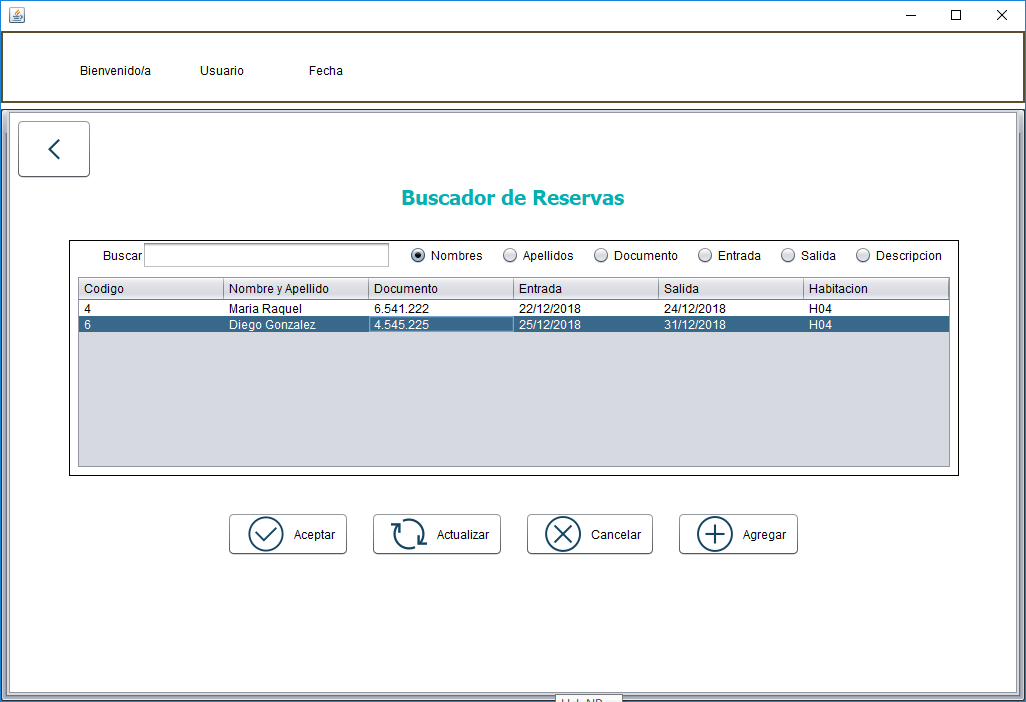 Bienvenido/a Usuario Fecha
Buscador de Reservas
Buscar Nombres Apellidos Documento Entrada Salida Descripcion
Codigo Nombre y Apellido Documento Entrada Salida Habitacion
4 Maria Raquel 6.541.222 22/12/2018 24/12/2018 H04
6 Diego Gonzalez 4.545.225 25/12/2018 31/12/2018 H04
Aceptar Actualizar Cancelar Agregar